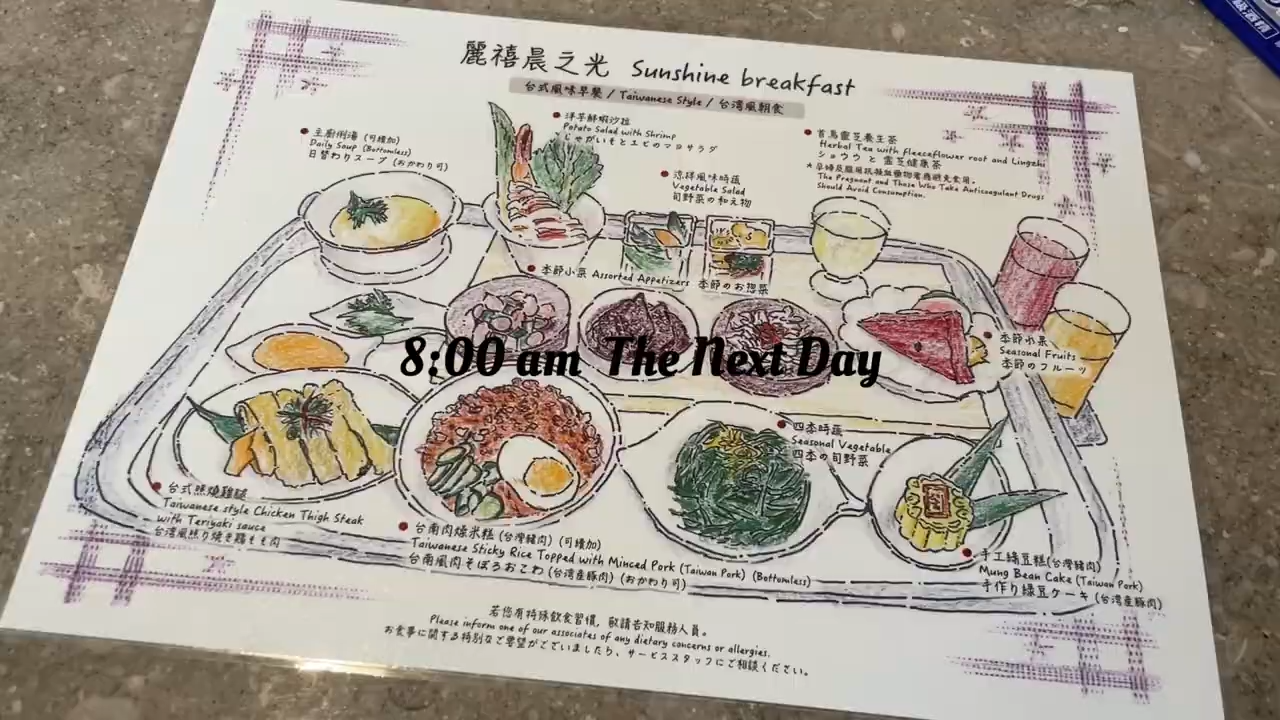 級酒精
麗禧晨之光 Sunshine breakfast
台式風味早餐 / Taiwanese Style / 台湾風朝食
主廚例湯 (可續加)
Daily Soup (Bottomless)
日替わりスープ (おかわり可)
洋芋鮮蝦沙拉
Potato Salad with Shrimp
じゃがいもとエビのマヨサラダ
涼拌風味時蔬
Vegetable Salad
旬野菜の和え物
首烏靈芝養生茶
Herbal Tea with Fleeceflower root and Lingzhi
ショウウ と 霊芝健康茶
The Pregnant and Those Who Take Anticoagulant Drugs
Should Avoid Consumption.
季節小菜 Assorted Appetizers 季節のお惣菜
8:00 am The Next Day
季節水果
Seasonal Fruits
季節のフルーツ
四季時蔬
Seasonal Vegetable
四季の旬野菜
台式照燒雞腿
Taiwanese style Chicken Thigh Steak
with Teriyaki sauce
台湾風照り焼き鶏もも肉
台南肉燥米糕 (台灣豬肉) (可續加)
Taiwanese Sticky Rice Topped with Minced Pork (Taiwan Pork) (Bottomless)
台南風肉そぼろおこわ (台湾産豚肉) (おかわり可)
手工綠豆糕(台灣豬肉)
Mung Bean Cake (Taiwan Pork)
手作り緑豆ケーキ (台湾産豚肉)
若您有特殊飲食習慣, 敬請告知服務人員。
Please inform one of our associates of any dietary concerns or allergies.
お食事に関する特別なご要望がございましたら、サービススタッフにご相談ください。